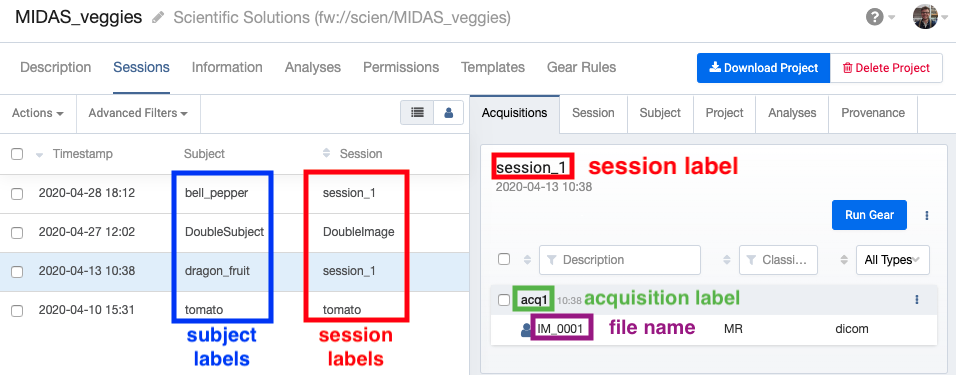 MIDAS_veggies Scientific Solutions (fw://scien/MIDAS_veggies)
Description Sessions Information Analyses Permissions Templates Gear Rules Download Project Delete Project
Actions Advanced Filters
Timestamp Subject Session
2020-04-28 18:12 bell_pepper session_1
2020-04-27 12:02 DoubleSubject DoubleImage
2020-04-13 10:38 dragon_fruit session_1
2020-04-10 15:31 tomato tomato
subject labels
session labels
Acquisitions Session Subject Project Analyses Provenance
session_1 session label
2020-04-13 10:38
Run Gear
Description Classi... All Types
acq1 10:38 acquisition label
IM_0001 file name MR dicom